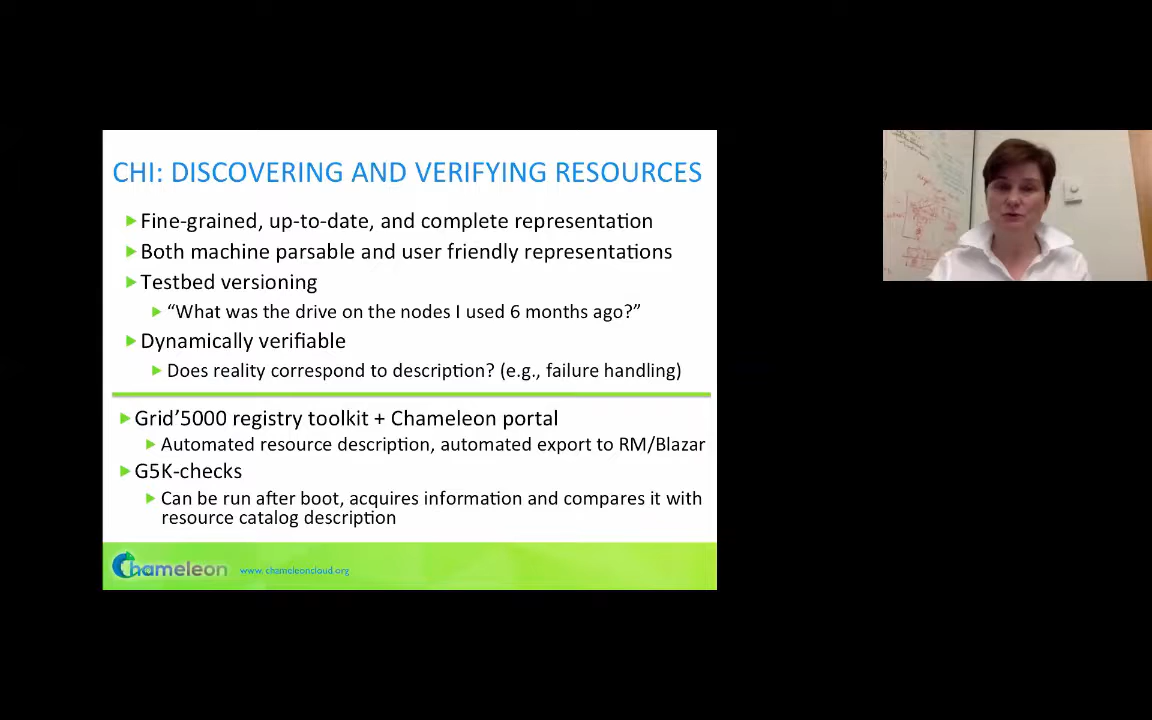 CHI: DISCOVERING AND VERIFYING RESOURCES
Fine-grained, up-to-date, and complete representation
Both machine parsable and user friendly representations
Testbed versioning
“What was the drive on the nodes I used 6 months ago?”
Dynamically verifiable
Does reality correspond to description? (e.g., failure handling)
Grid’5000 registry toolkit + Chameleon portal
Automated resource description, automated export to RM/Blazar
G5K-checks
Can be run after boot, acquires information and compares it with
resource catalog description
Chameleon
www.chameleoncloud.org